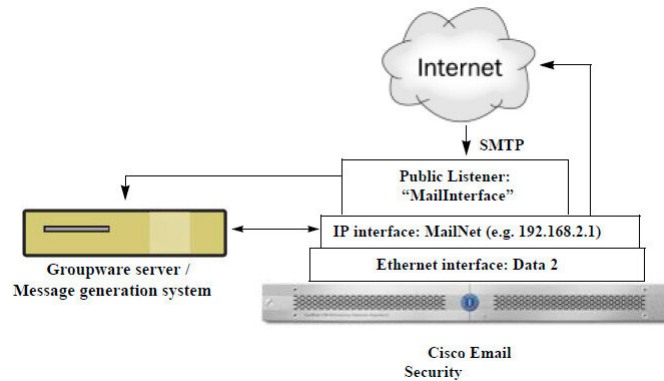 Internet
SMTP
Public Listener:
“MailInterface”
IP interface: MailNet (e.g. 192.168.2.1)
Ethernet interface: Data 2
Groupware server /
Message generation system
Cisco Email
Security